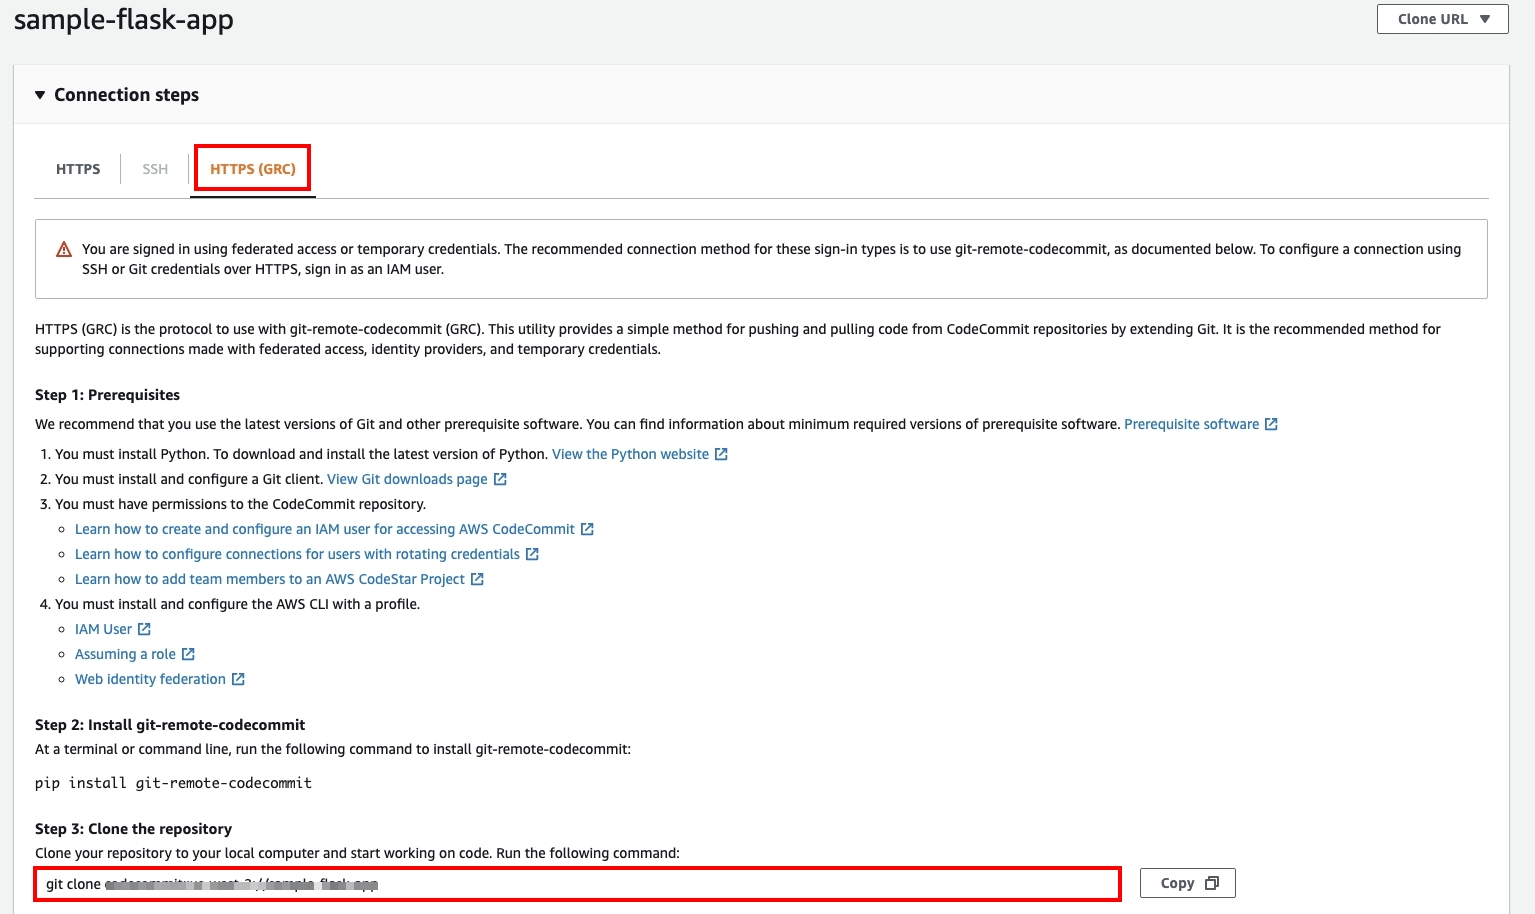 sample-flask-app
Clone URL
Connection steps
HTTPS
SSH
HTTPS (GRC)
You are signed in using federated access or temporary credentials. The recommended connection method for these sign-in types is to use git-remote-codecommit, as documented below. To configure a connection using
SSH or Git credentials over HTTPS, sign in as an IAM user.
HTTPS (GRC) is the protocol to use with git-remote-codecommit (GRC). This utility provides a simple method for pushing and pulling code from CodeCommit repositories by extending Git. It is the recommended method for
supporting connections made with federated access, identity providers, and temporary credentials.
Step 1: Prerequisites
We recommend that you use the latest versions of Git and other prerequisite software. You can find information about minimum required versions of prerequisite software. Prerequisite software
1. You must install Python. To download and install the latest version of Python. View the Python website
2. You must install and configure a Git client. View Git downloads page
3. You must have permissions to the CodeCommit repository.
Learn how to create and configure an IAM user for accessing AWS CodeCommit
Learn how to configure connections for users with rotating credentials
Learn how to add team members to an AWS CodeStar Project
4. You must install and configure the AWS CLI with a profile.
IAM User
Assuming a role
Web identity federation
Step 2: Install git-remote-codecommit
At a terminal or command line, run the following command to install git-remote-codecommit:
pip install git-remote-codecommit
Step 3: Clone the repository
Clone your repository to your local computer and start working on code. Run the following command:
git clone
Copy